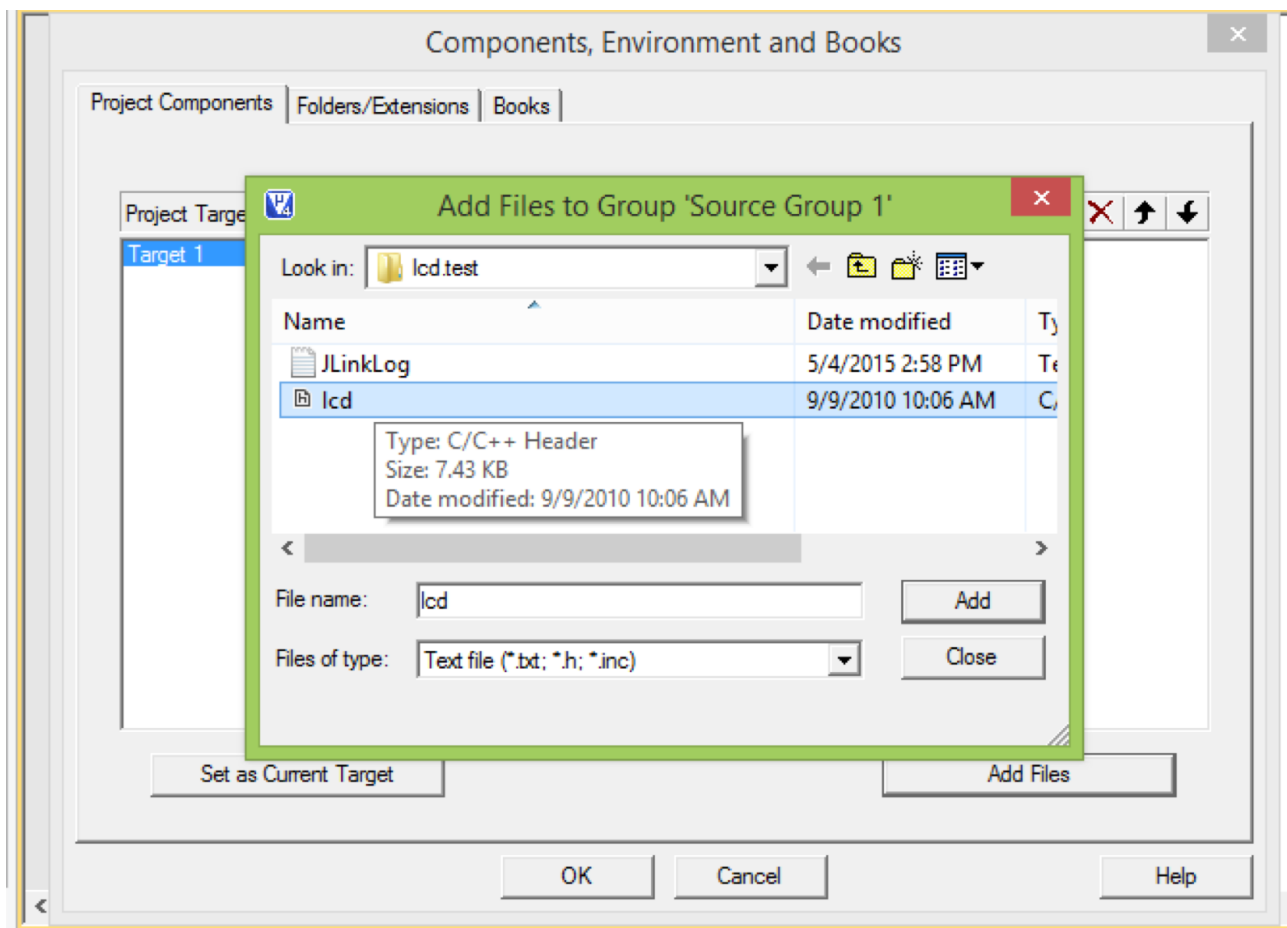 Components, Environment and Books
Project Components Folders/Extensions Books
Project Targe
Target 1
Add Files to Group 'Source Group 1'
Look in: lcd.test
Name Date modified Ty
JLinkLog 5/4/2015 2:58 PM Te
lcd 9/9/2010 10:06 AM C/
Type: C/C++ Header
Size: 7.43 KB
Date modified: 9/9/2010 10:06 AM
File name: lcd Add
Files of type: Text file (*.txt; *.h; *.inc) Close
Set as Current Target Add Files
OK Cancel Help